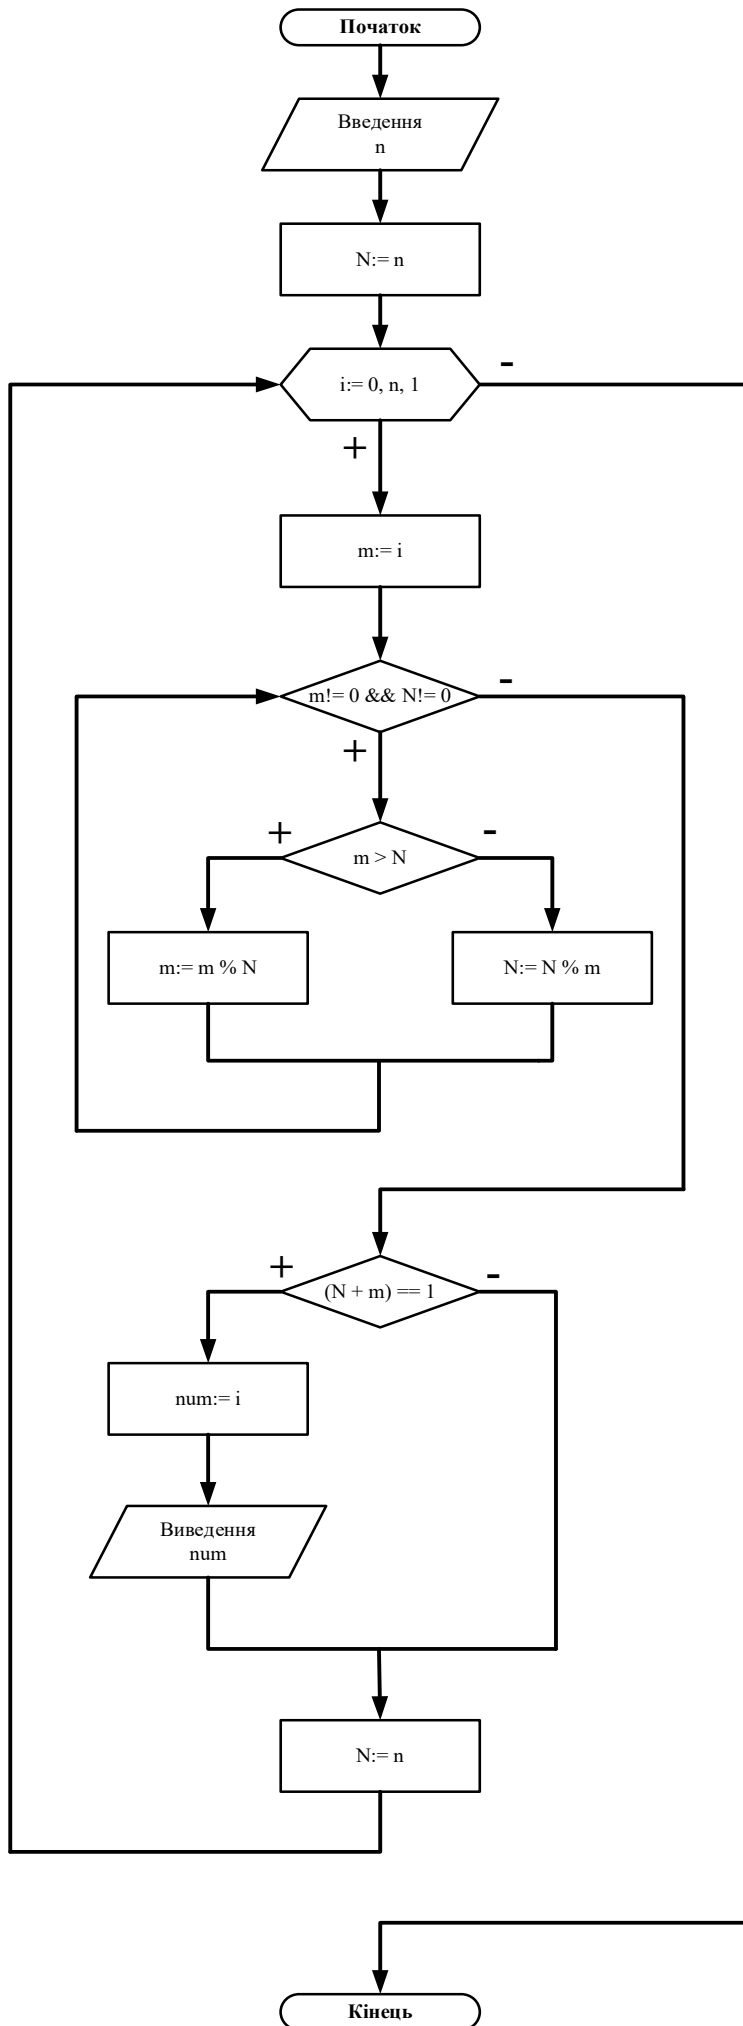 Початок
Введення
n
N:= n
i:= 0, n, 1
-
+
m:= i
m!= 0 && N!= 0
-
+
m > N
+
-
m:= m % N
N:= N % m
(N + m) == 1
+
-
num:= i
Виведення
num
N:= n
Кінець